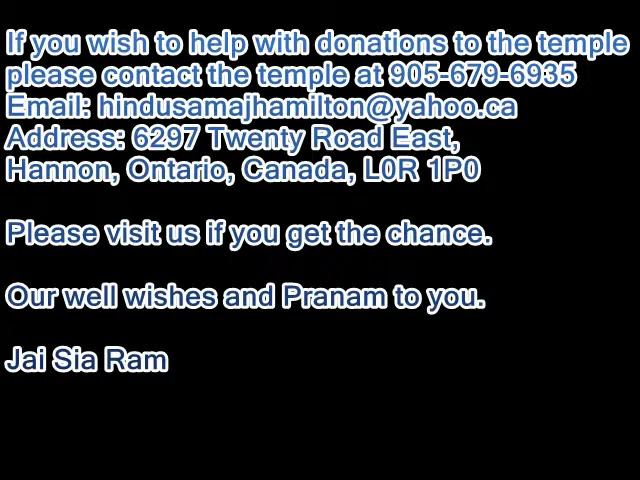 If you wish to help with donations to the temple
please contact the temple at 905-679-6935
Email: hindusamajhamilton@yahoo.ca
Address: 6297 Twenty Road East,
Hannon, Ontario, Canada, L0R 1P0
Please visit us if you get the chance.
Our well wishes and Pranam to you.
Jai Sia Ram